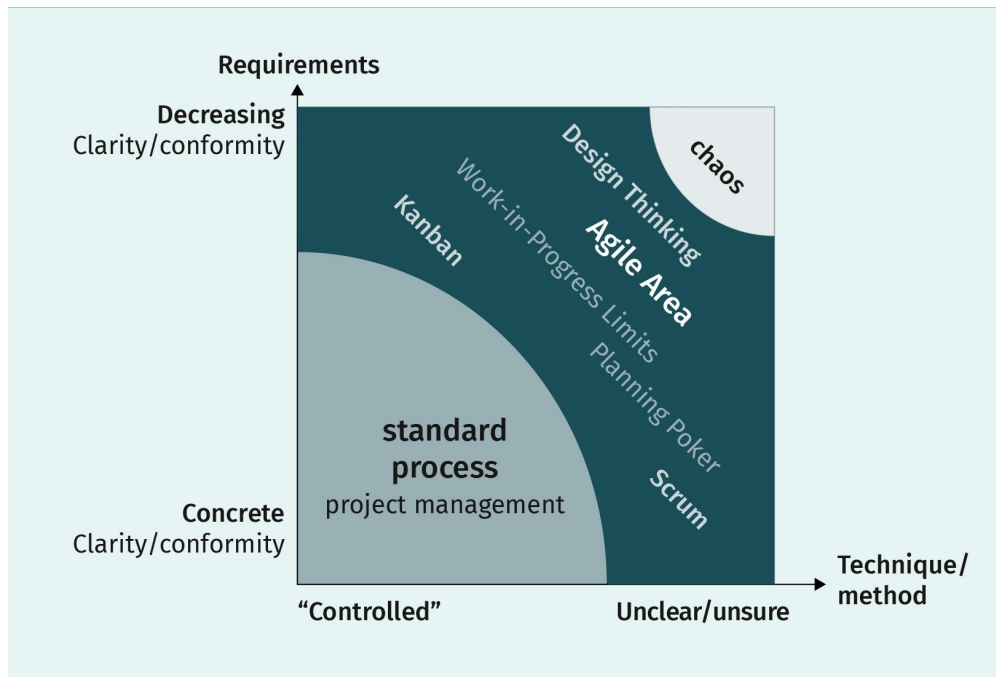 Requirements
Decreasing
Clarity/conformity
chaos
Design Thinking
Agile Area
Work-in-Progress Limits
Kanban
Planning Poker
Scrum
standard
process
project management
Concrete
Clarity/conformity
Technique/
method
“Controlled”
Unclear/unsure